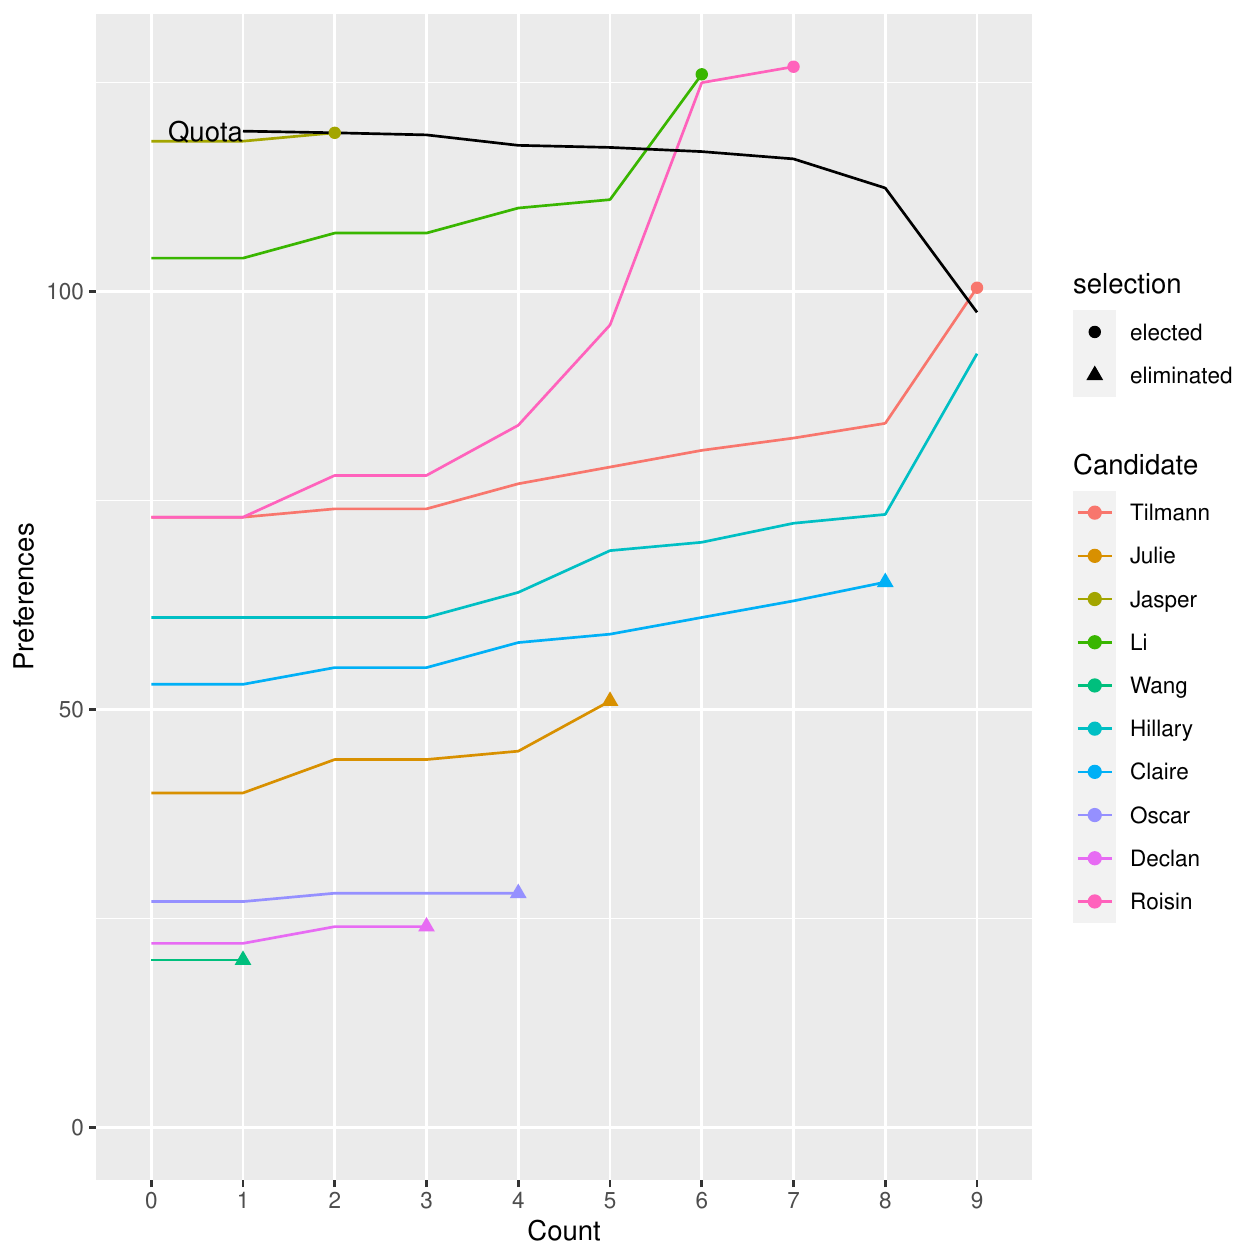 Quota
100
50
0
Preferences
0 1 2 3 4 5 6 7 8 9
Count
selection
elected
eliminated
Candidate
Tilmann
Julie
Jasper
Li
Wang
Hillary
Claire
Oscar
Declan
Roisin